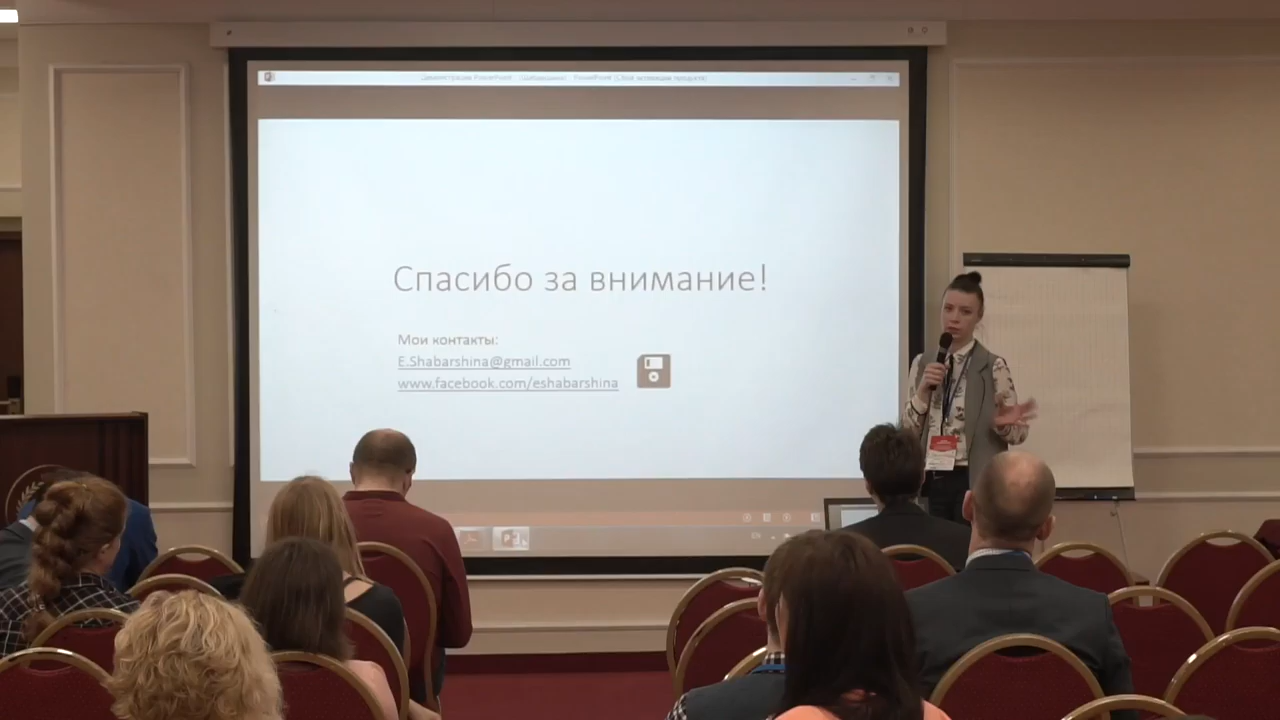 Спасибо за внимание!
Мои контакты:
E.Shabarshina@gmail.com
www.facebook.com/eshabarshina